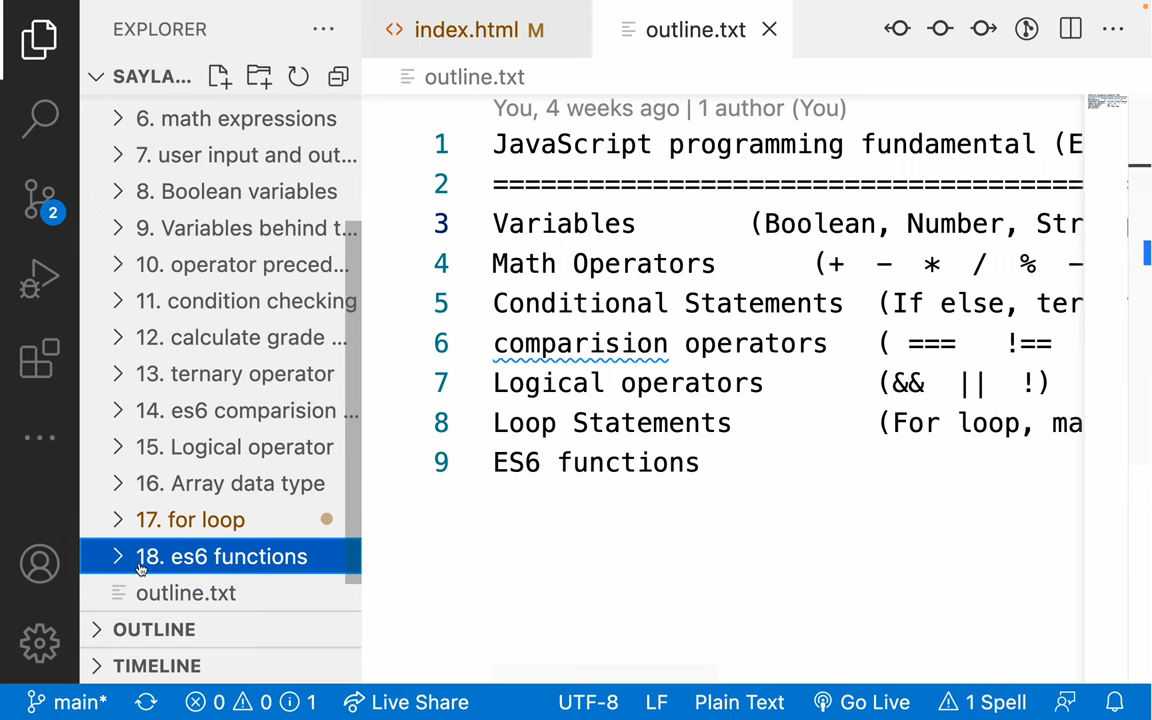 EXPLORER
SAYLA...
6. math expressions
7. user input and out...
8. Boolean variables
9. Variables behind t...
10. operator preced...
11. condition checking
12. calculate grade ...
13. ternary operator
14. es6 comparision ...
15. Logical operator
16. Array data type
17. for loop
18. es6 functions
outline.txt
OUTLINE
TIMELINE
2
index.html M
outline.txt
outline.txt
You, 4 weeks ago | 1 author (You)
1 JavaScript programming fundamental (E
2 =====================================
3 Variables (Boolean, Number, Str
4 Math Operators (+ - * / % -
5 Conditional Statements (If else, ter
6 comparision operators ( === !==
7 Logical operators (&& || !)
8 Loop Statements (For loop, ma
9 ES6 functions
main* 0 0 1 Live Share UTF-8 LF Plain Text Go Live 1 Spell